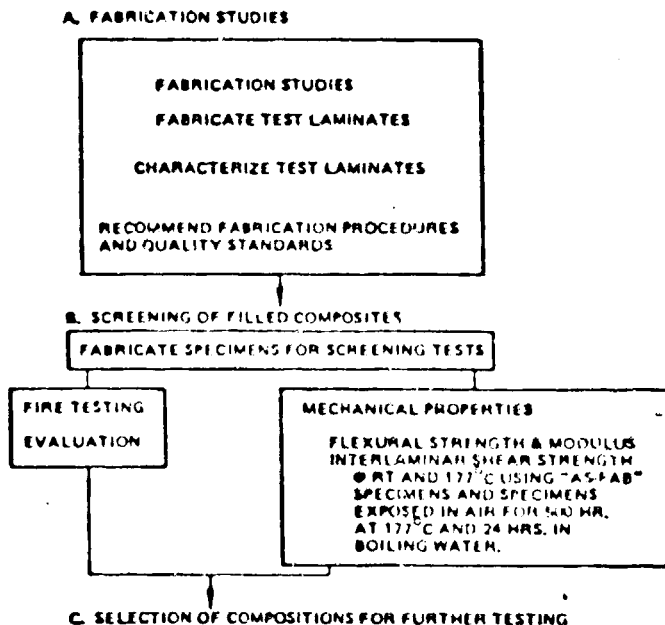 A. FABRICATION STUDIES
FABRICATION STUDIES
FABRICATE TEST LAMINATES
CHARACTERIZE TEST LAMINATES
RECOMMEND FABRICATION PROCEDURES
AND QUALITY STANDARDS
B. SCREENING OF FILLED COMPOSITES
FABRICATE SPECIMENS FOR SCREENING TESTS
FIRE TESTING
EVALUATION
MECHANICAL PROPERTIES
FLEXURAL STRENGTH & MODULUS
INTERLAMINAR SHEAR STRENGTH
@ RT AND 177°C USING "AS-FAB"
SPECIMENS AND SPECIMENS
EXPOSED IN AIR FOR 500 HR.
AT 177°C AND 24 HRS. IN
BOILING WATER.
C. SELECTION OF COMPOSITIONS FOR FURTHER TESTING